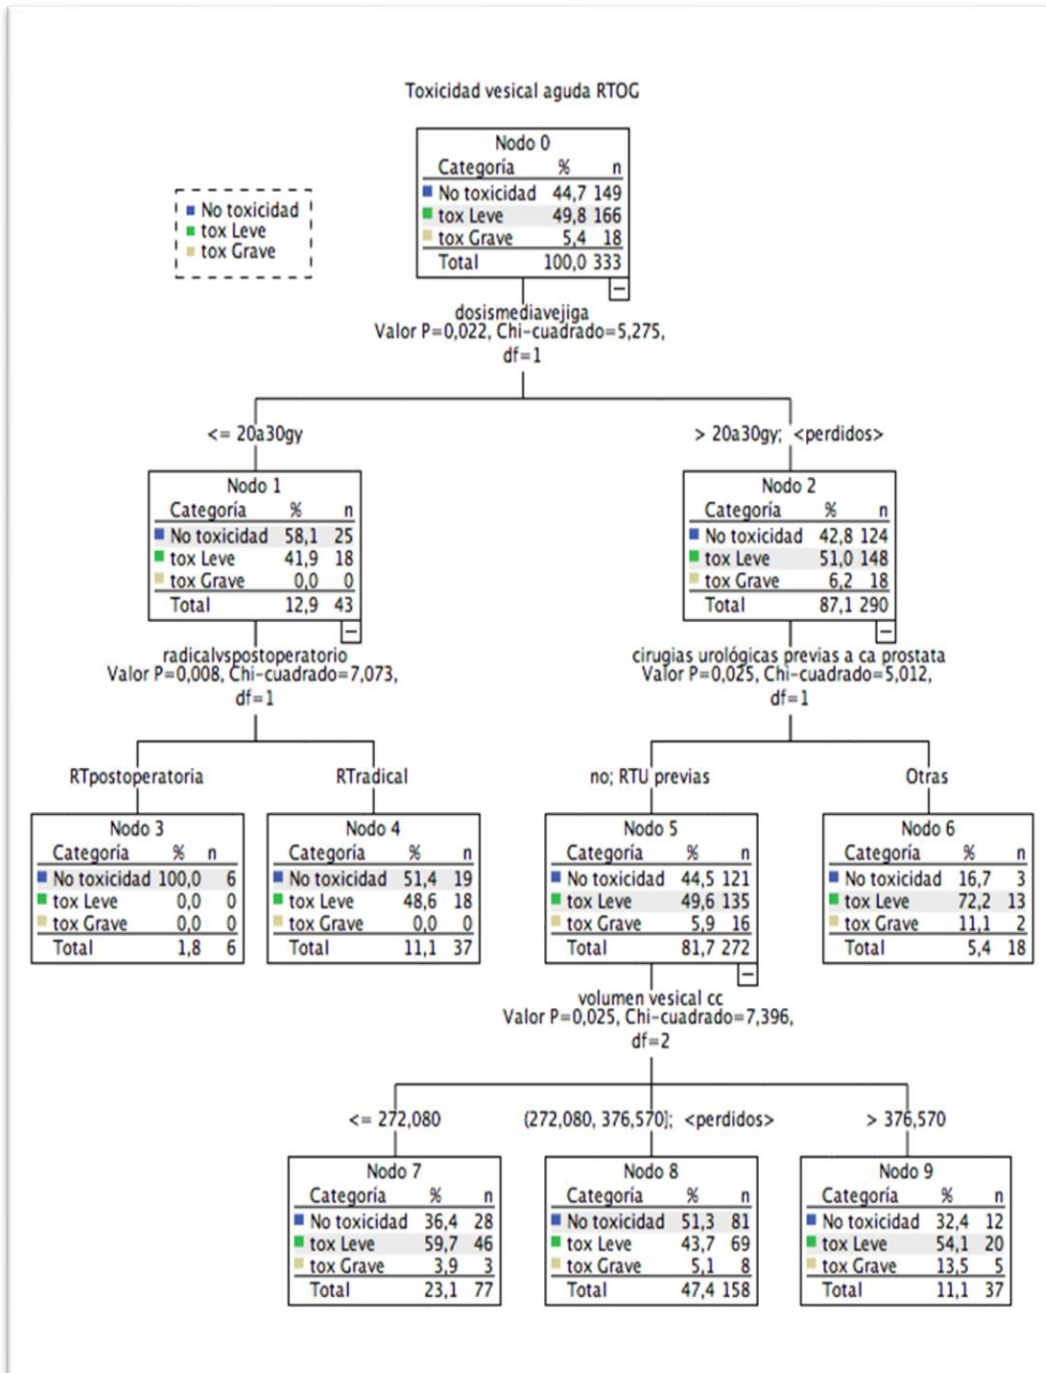 Toxicidad vesical aguda RTOG
No toxicidad
tox Leve
tox Grave
Nodo 0
Categoría % n
No toxicidad 44,7 149
tox Leve 49,8 166
tox Grave 5,4 18
Total 100,0 333
dosismediavejiga
Valor P=0,022, Chi-cuadrado=5,275,
df=1
<= 20a30gy
> 20a30gy; <perdidos>
Nodo 1
Categoría % n
No toxicidad 58,1 25
tox Leve 41,9 18
tox Grave 0,0 0
Total 12,9 43
Nodo 2
Categoría % n
No toxicidad 42,8 124
tox Leve 51,0 148
tox Grave 6,2 18
Total 87,1 290
radicalvspostoperatorio
Valor P=0,008, Chi-cuadrado=7,073,
df=1
cirugias urológicas previas a ca prostata
Valor P=0,025, Chi-cuadrado=5,012,
df=1
RTpostoperatoria
RTradical
no; RTU previas
Otras
Nodo 3
Categoría % n
No toxicidad 100,0 6
tox Leve 0,0 0
tox Grave 0,0 0
Total 1,8 6
Nodo 4
Categoría % n
No toxicidad 51,4 19
tox Leve 48,6 18
tox Grave 0,0 0
Total 11,1 37
Nodo 5
Categoría % n
No toxicidad 44,5 121
tox Leve 49,6 135
tox Grave 5,9 16
Total 81,7 272
Nodo 6
Categoría % n
No toxicidad 16,7 3
tox Leve 72,2 13
tox Grave 11,1 2
Total 5,4 18
volumen vesical cc
Valor P=0,025, Chi-cuadrado=7,396,
df=2
<= 272,080
(272,080, 376,570]; <perdidos>
> 376,570
Nodo 7
Categoría % n
No toxicidad 36,4 28
tox Leve 59,7 46
tox Grave 3,9 3
Total 23,1 77
Nodo 8
Categoría % n
No toxicidad 51,3 81
tox Leve 43,7 69
tox Grave 5,1 8
Total 47,4 158
Nodo 9
Categoría % n
No toxicidad 32,4 12
tox Leve 54,1 20
tox Grave 13,5 5
Total 11,1 37